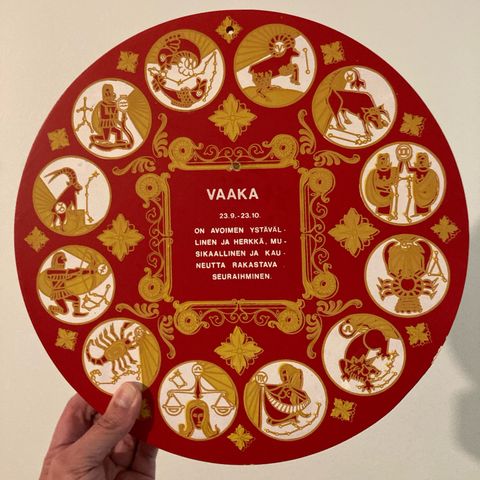 VAAKA
23.9.-23.10.
ON AVOIMEN YSTÄVÄL-
LINEN JA HERKKÄ, MU-
SIKAALLINEN JA KAU-
NEUTTA RAKASTAVA
SEURAIHMINEN.